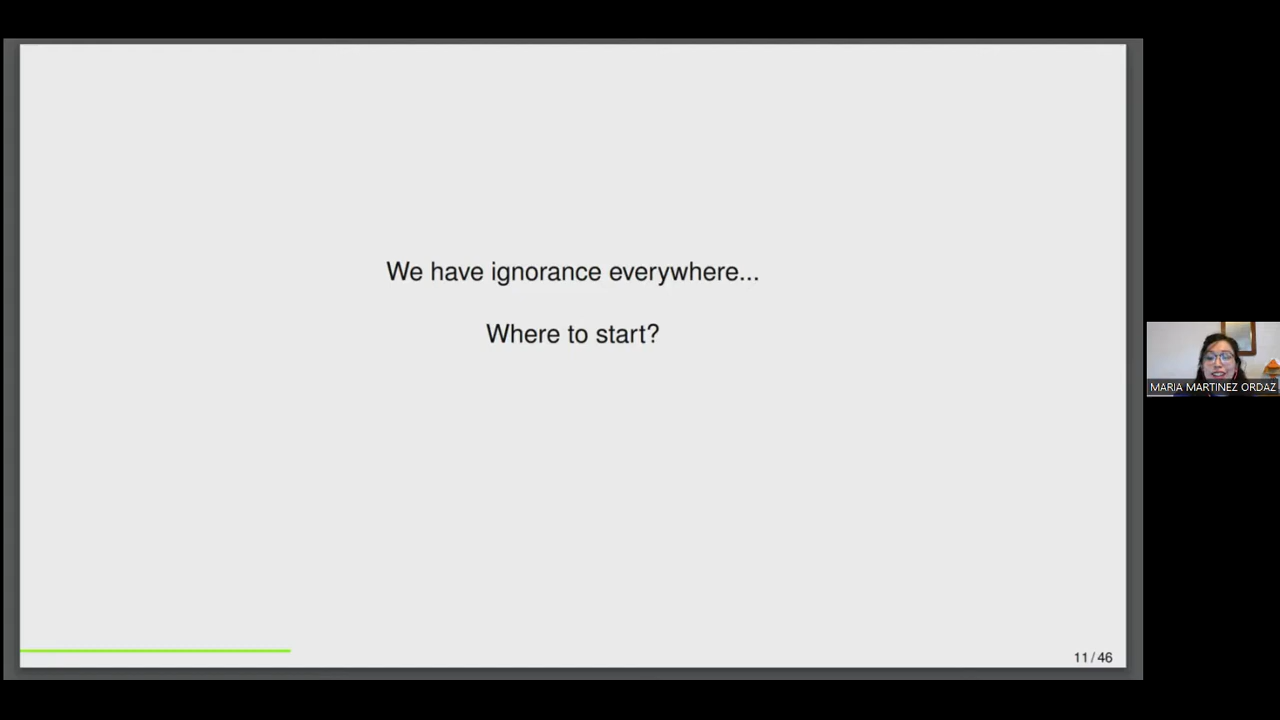 We have ignorance everywhere...
Where to start?
MARIA MARTINEZ ORDAZ
11 / 46